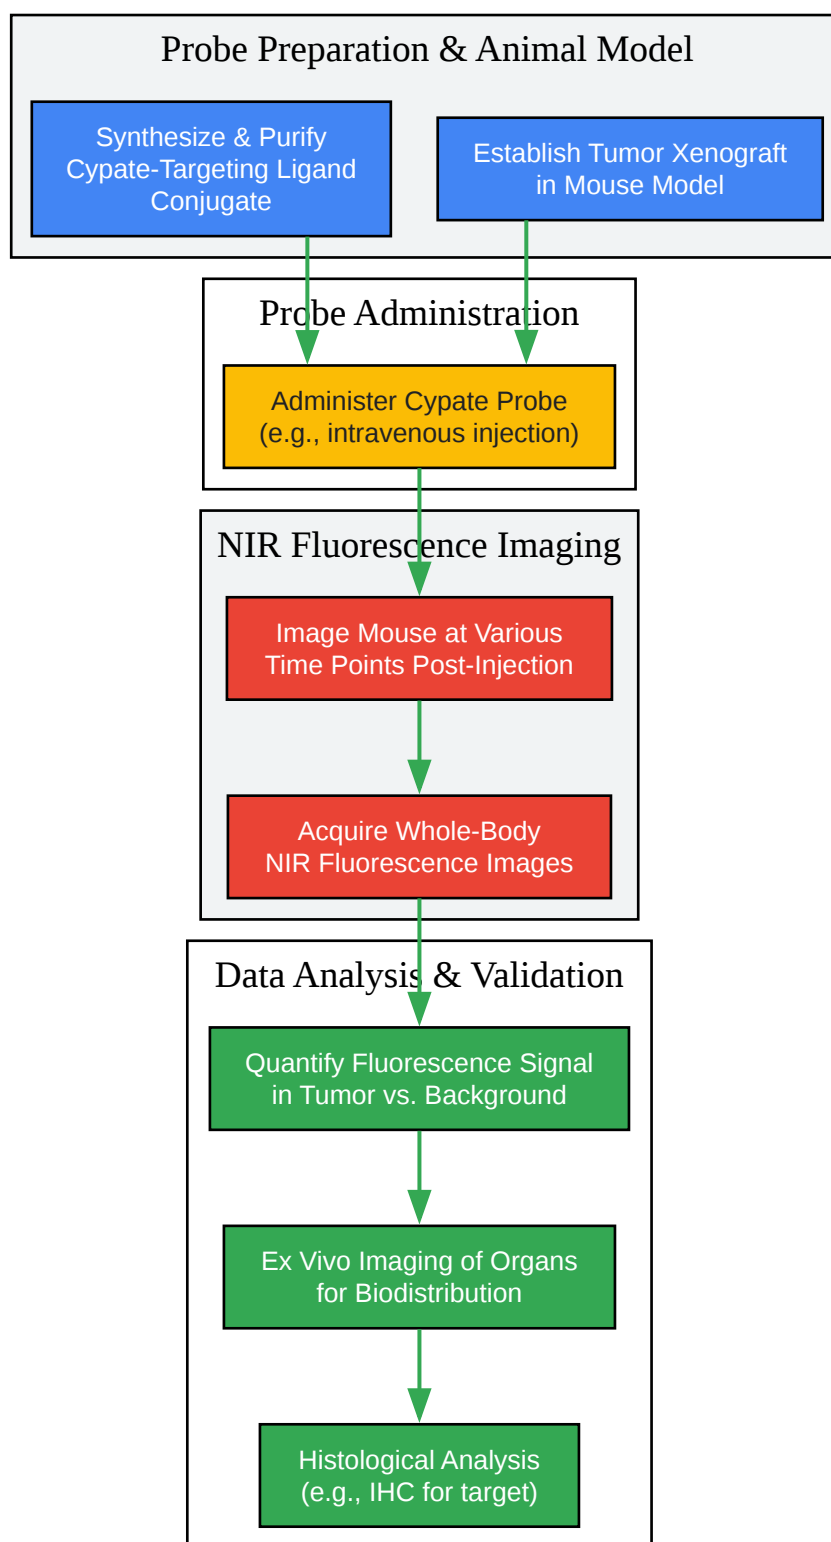 Probe Preparation & Animal Model
Synthesize & Purify
Cypate-Targeting Ligand
Conjugate
Establish Tumor Xenograft
in Mouse Model
Probe Administration
Administer Cypate Probe
(e.g., intravenous injection)
NIR Fluorescence Imaging
Image Mouse at Various
Time Points Post-Injection
Acquire Whole-Body
NIR Fluorescence Images
Data Analysis & Validation
Quantify Fluorescence Signal
in Tumor vs. Background
Ex Vivo Imaging of Organs
for Biodistribution
Histological Analysis
(e.g., IHC for target)